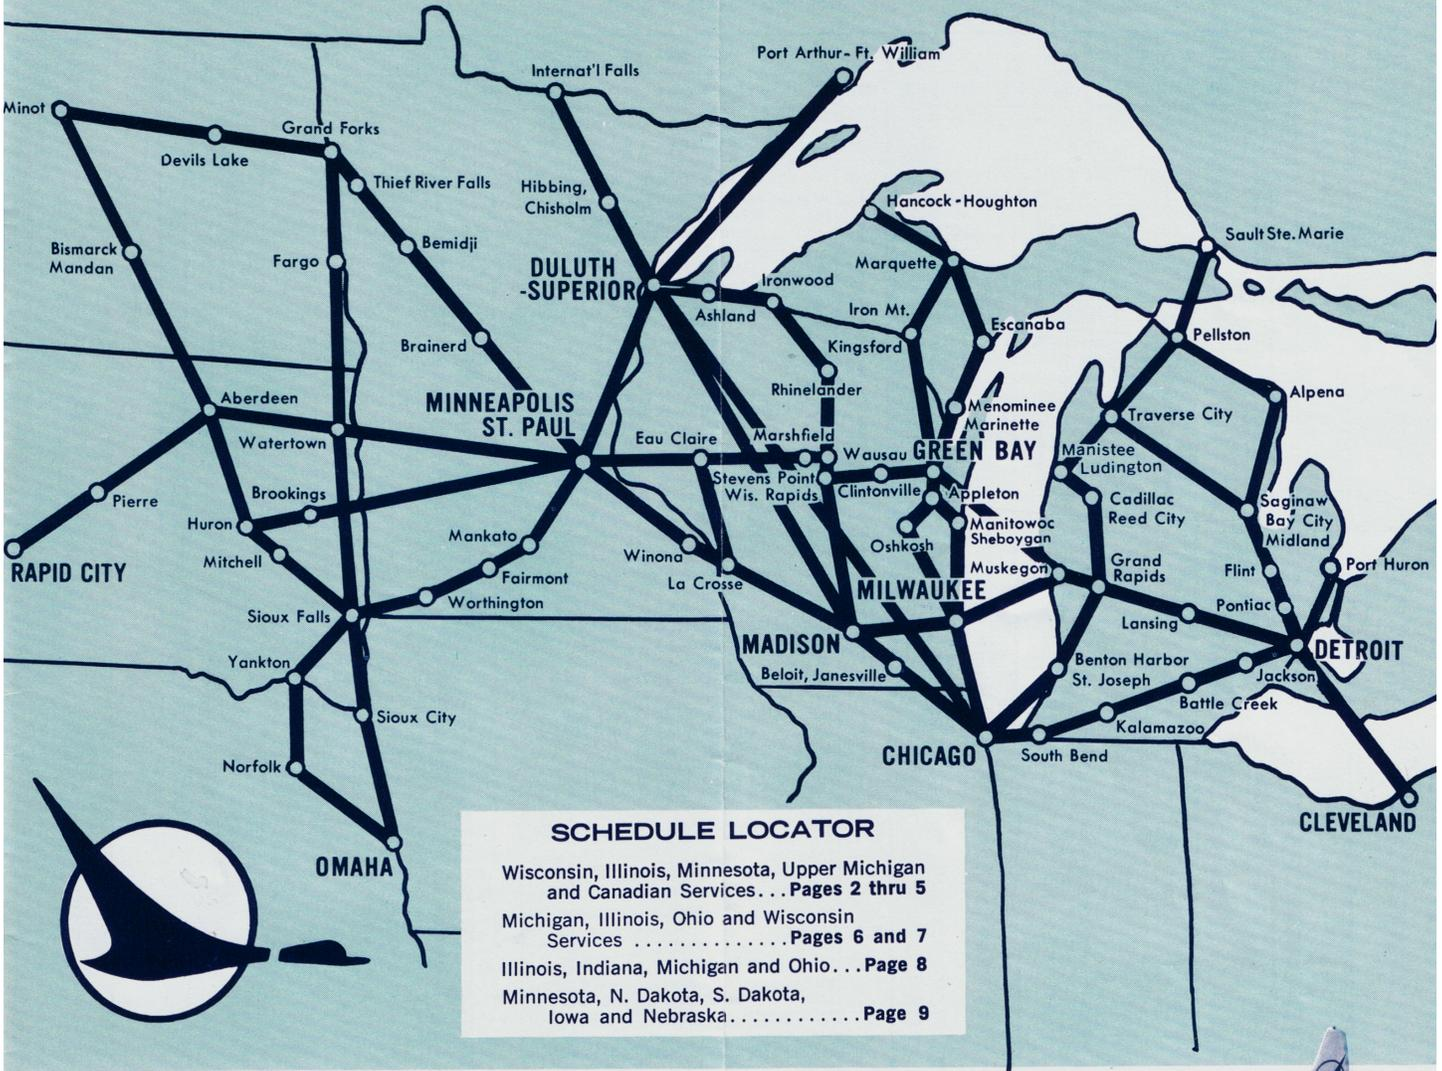 Port Arthur - Ft. William
Internat'l Falls
Minot
Grand Forks
Devils Lake
Thief River Falls
Hibbing,
Chisholm
Hancock - Houghton
Sault Ste. Marie
Bismarck
Mandan
Fargo
Bemidji
DULUTH
-SUPERIOR
Marquette
Ironwood
Ashland
Iron Mt.
Kingsford
Escanaba
Pellston
Brainerd
Rhinelander
Alpena
Aberdeen
MINNEAPOLIS
ST. PAUL
Menominee
Marinette
Traverse City
Watertown
Eau Claire
Marshfield
Wausau
GREEN BAY
Manistee
Ludington
Stevens Point
Wis. Rapids
Clintonville
Appleton
Cadillac
Reed City
Saginaw
Bay City
Midland
Pierre
Brookings
Huron
Mankato
Winona
Oshkosh
Manitowoc
Sheboygan
RAPID CITY
Mitchell
Fairmont
La Crosse
Muskegon
Grand
Rapids
Flint
Port Huron
Worthington
MILWAUKEE
Sioux Falls
Lansing
Pontiac
MADISON
DETROIT
Yankton
Beloit, Janesville
Benton Harbor
St. Joseph
Jackson
Battle Creek
Sioux City
Kalamazoo
CHICAGO
South Bend
Norfolk
CLEVELAND
OMAHA
SCHEDULE LOCATOR
Wisconsin, Illinois, Minnesota, Upper Michigan
and Canadian Services...Pages 2 thru 5
Michigan, Illinois, Ohio and Wisconsin
Services ..............Pages 6 and 7
Illinois, Indiana, Michigan and Ohio...Page 8
Minnesota, N. Dakota, S. Dakota,
Iowa and Nebraska............Page 9